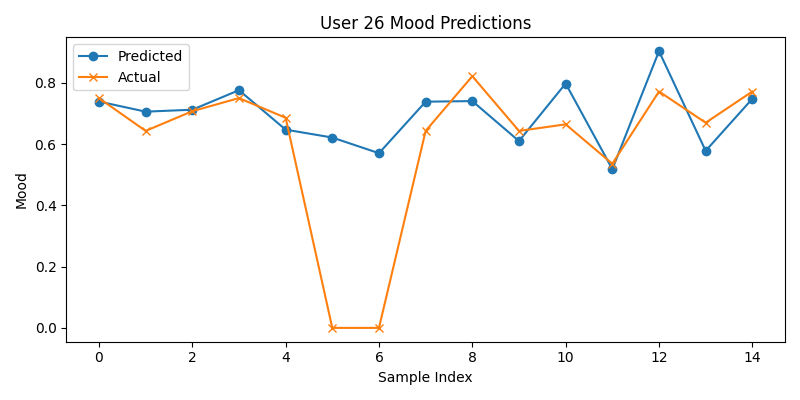 User 26 Mood Predictions
Predicted
Actual
0.8
0.6
0.4
0.2
0.0
Mood
0 2 4 6 8 10 12 14
Sample Index